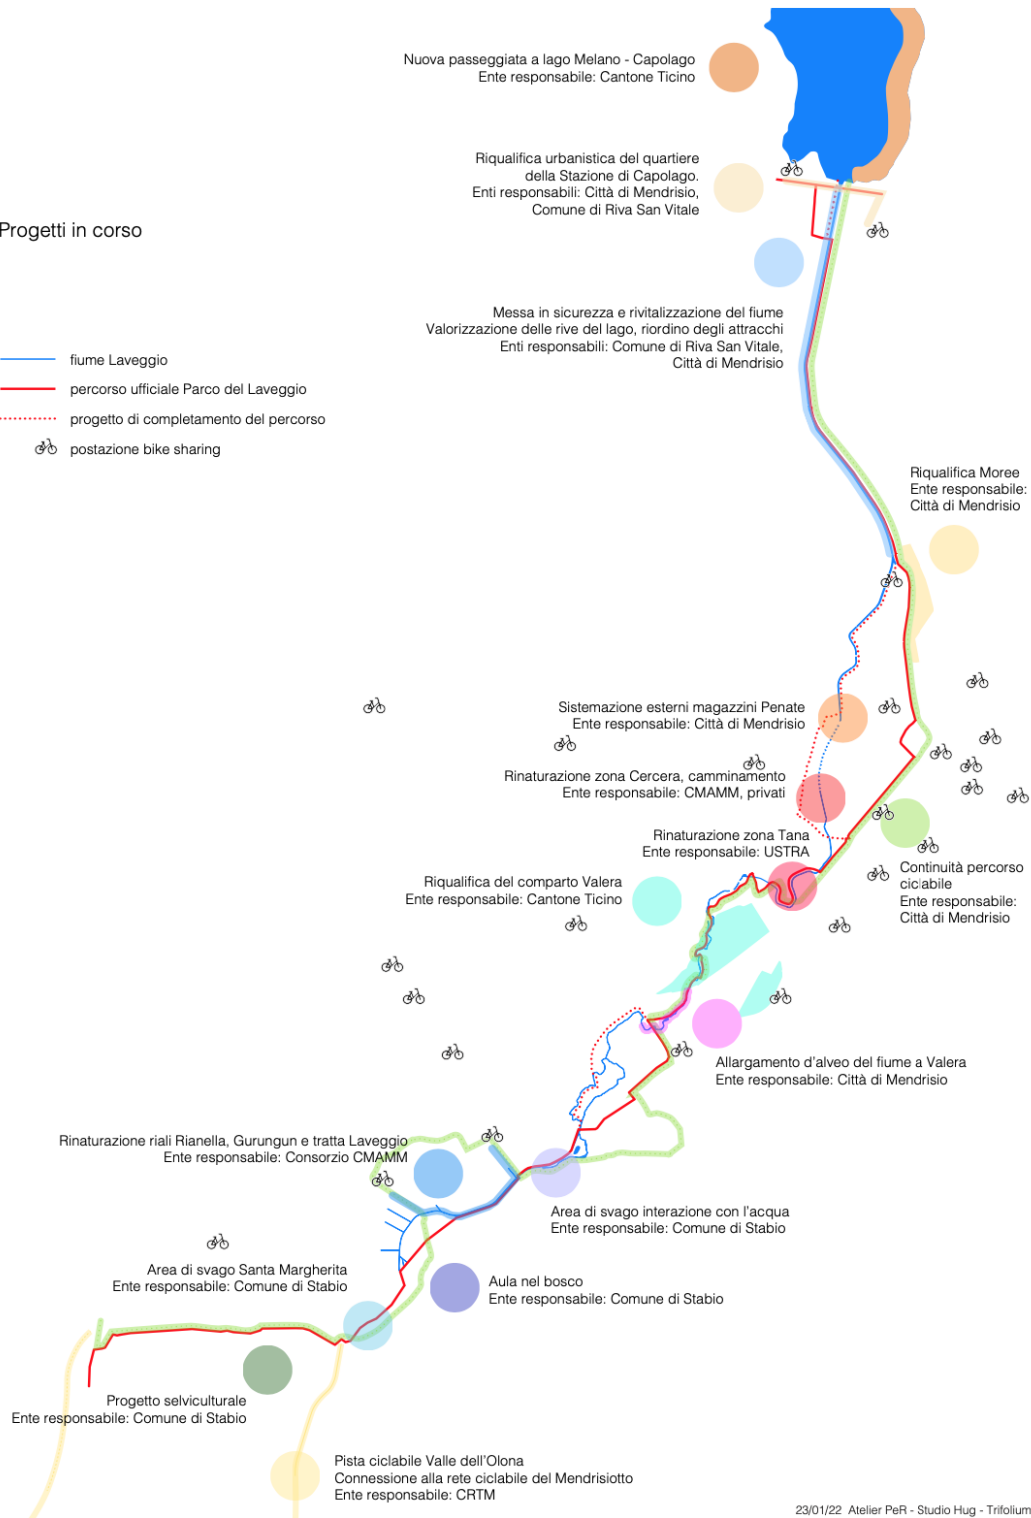 Nuova passeggiata a lago Melano - Capolago
Ente responsabile: Cantone Ticino
Riqualifica urbanistica del quartiere
della Stazione di Capolago.
Enti responsabili: Città di Mendrisio,
Comune di Riva San Vitale
Progetti in corso
Messa in sicurezza e rivitalizzazione del fiume
Valorizzazione delle rive del lago, riordino degli attracchi
Enti responsabili: Comune di Riva San Vitale,
Città di Mendrisio
fiume Laveggio
percorso ufficiale Parco del Laveggio
progetto di completamento del percorso
postazione bike sharing
Riqualifica Moree
Ente responsabile:
Città di Mendrisio
Sistemazione esterni magazzini Penate
Ente responsabile: Città di Mendrisio
Rinaturazione zona Cercera, camminamento
Ente responsabile: CMAMM, privati
Rinaturazione zona Tana
Ente responsabile: USTRA
Continuità percorso
ciclabile
Ente responsabile:
Città di Mendrisio
Riqualifica del comparto Valera
Ente responsabile: Cantone Ticino
Allargamento d'alveo del fiume a Valera
Ente responsabile: Città di Mendrisio
Rinaturazione riali Rianella, Gurungun e tratta Laveggio
Ente responsabile: Consorzio CMAMM
Area di svago interazione con l'acqua
Ente responsabile: Comune di Stabio
Area di svago Santa Margherita
Ente responsabile: Comune di Stabio
Aula nel bosco
Ente responsabile: Comune di Stabio
Progetto selviculturale
Ente responsabile: Comune di Stabio
Pista ciclabile Valle dell'Olona
Connessione alla rete ciclabile del Mendrisiotto
Ente responsabile: CRTM
23/01/22 Atelier PeR - Studio Hug - Trifolium